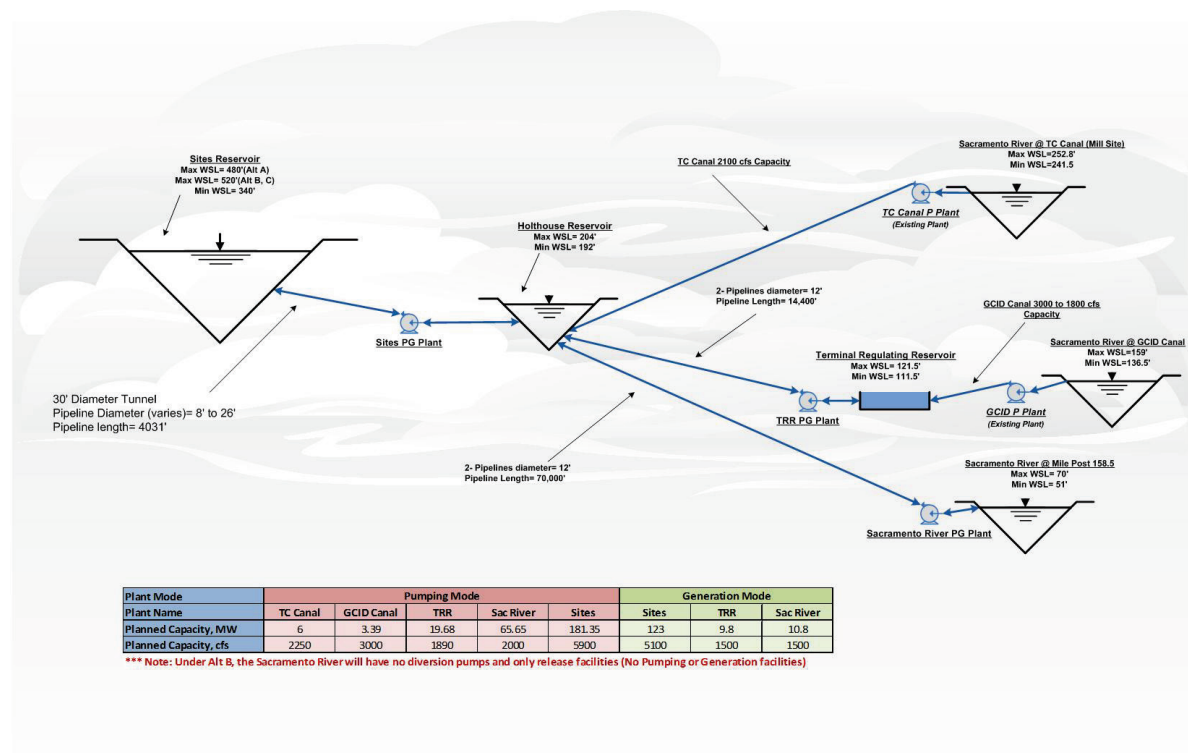 Sites Reservoir
Max WSL= 480'(Alt A)
Max WSL= 520'(Alt B, C)
Min WSL= 340'
TC Canal 2100 cfs Capacity
Sacramento River @ TC Canal (Mill Site)
Max WSL=252.8'
Min WSL=241.5
TC Canal P Plant
(Existing Plant)
Holthouse Reservoir
Max WSL= 204'
Min WSL= 192'
2- Pipelines diameter= 12'
Pipeline Length= 14,400'
GCID Canal 3000 to 1800 cfs
Capacity
Sites PG Plant
Terminal Regulating Reservoir
Max WSL= 121.5'
Min WSL= 111.5'
Sacramento River @ GCID Canal
Max WSL=159'
Min WSL=136.5'
30' Diameter Tunnel
Pipeline Diameter (varies)= 8' to 26'
Pipeline length= 4031'
TRR PG Plant
GCID P Plant
(Existing Plant)
2- Pipelines diameter= 12'
Pipeline Length= 70,000'
Sacramento River @ Mile Post 158.5
Max WSL= 70'
Min WSL= 51'
Sacramento River PG Plant
Plant Mode Pumping Mode Generation Mode
Plant Name TC Canal GCID Canal TRR Sac River Sites Sites TRR Sac River
Planned Capacity, MW 6 3.39 19.68 65.65 181.35 123 9.8 10.8
Planned Capacity, cfs 2250 3000 1890 2000 5900 5100 1500 1500
*** Note: Under Alt B, the Sacramento River will have no diversion pumps and only release facilities (No Pumping or Generation facilities)